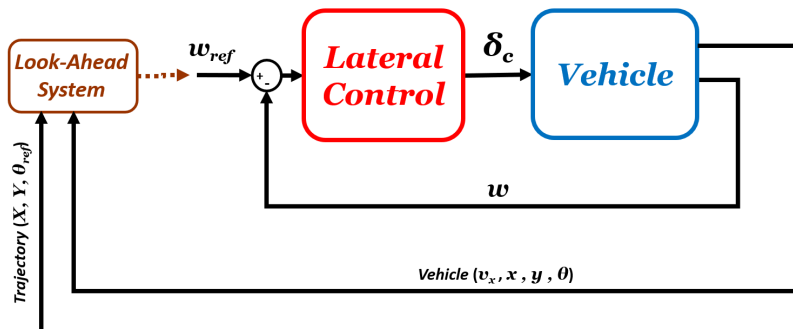 Look-Ahead
System
w_ref
+
-
Lateral
Control
δ_c
Vehicle
w
Trajectory (X, Y, θ_ref)
Vehicle (v_x, x, y, θ)